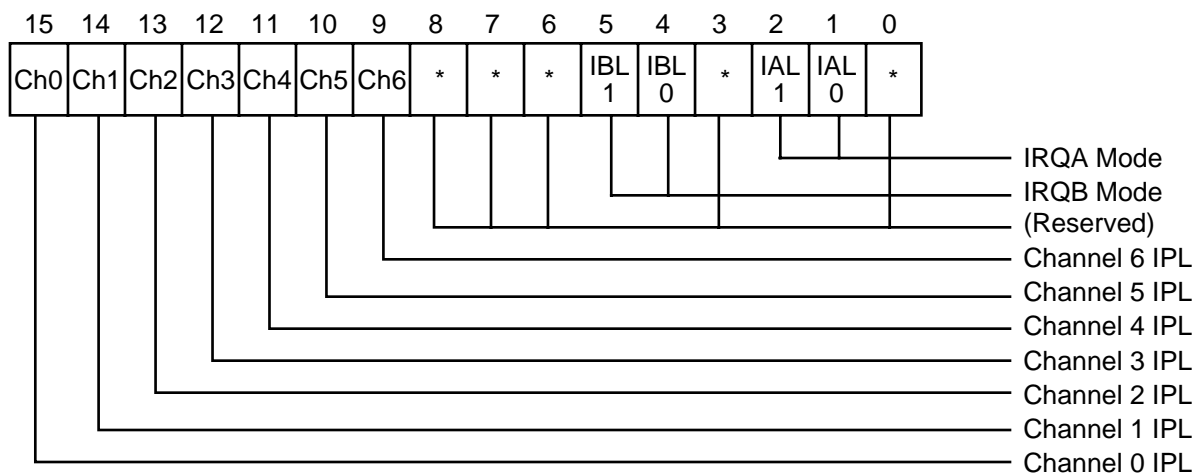 15 14 13 12 11 10 9 8 7 6 5 4 3 2 1 0
Ch0 Ch1 Ch2 Ch3 Ch4 Ch5 Ch6 * * * IBL 1 IBL 0 * IAL 1 IAL 0 *
IRQA Mode
IRQB Mode
(Reserved)
Channel 6 IPL
Channel 5 IPL
Channel 4 IPL
Channel 3 IPL
Channel 2 IPL
Channel 1 IPL
Channel 0 IPL